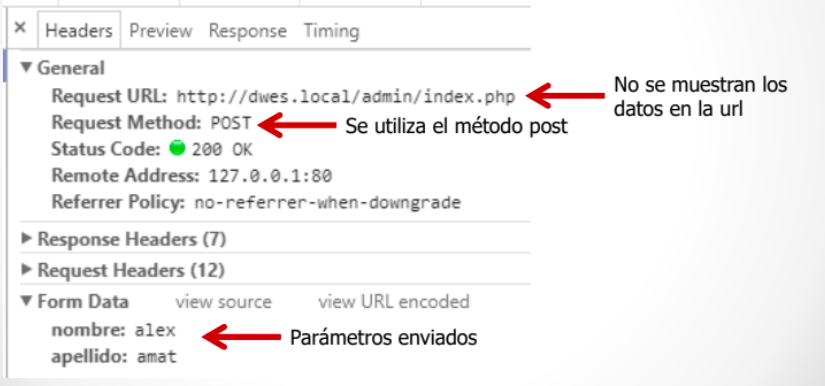 × Headers Preview Response Timing
▼ General
Request URL: http://dwes.local/admin/index.php
No se muestran los
datos en la url
Request Method: POST
Se utiliza el método post
Status Code: 200 OK
Remote Address: 127.0.0.1:80
Referrer Policy: no-referrer-when-downgrade
▶ Response Headers (7)
▶ Request Headers (12)
▼ Form Data view source view URL encoded
nombre: alex
Parámetros enviados
apellido: amat